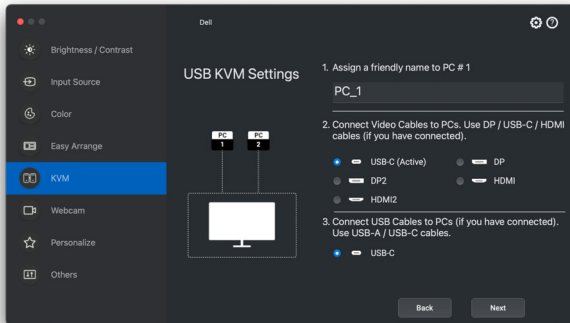 Dell
Brightness / Contrast
Input Source
Color
Easy Arrange
KVM
Webcam
Personalize
Others
USB KVM Settings
PC
1
PC
2
1. Assign a friendly name to PC # 1
PC_1
2. Connect Video Cables to PCs. Use DP / USB-C / HDMI
cables (if you have connected).
USB-C (Active)
DP
DP2
HDMI
HDMI2
3. Connect USB Cables to PCs (if you have connected).
Use USB-A / USB-C cables.
USB-C
Back
Next